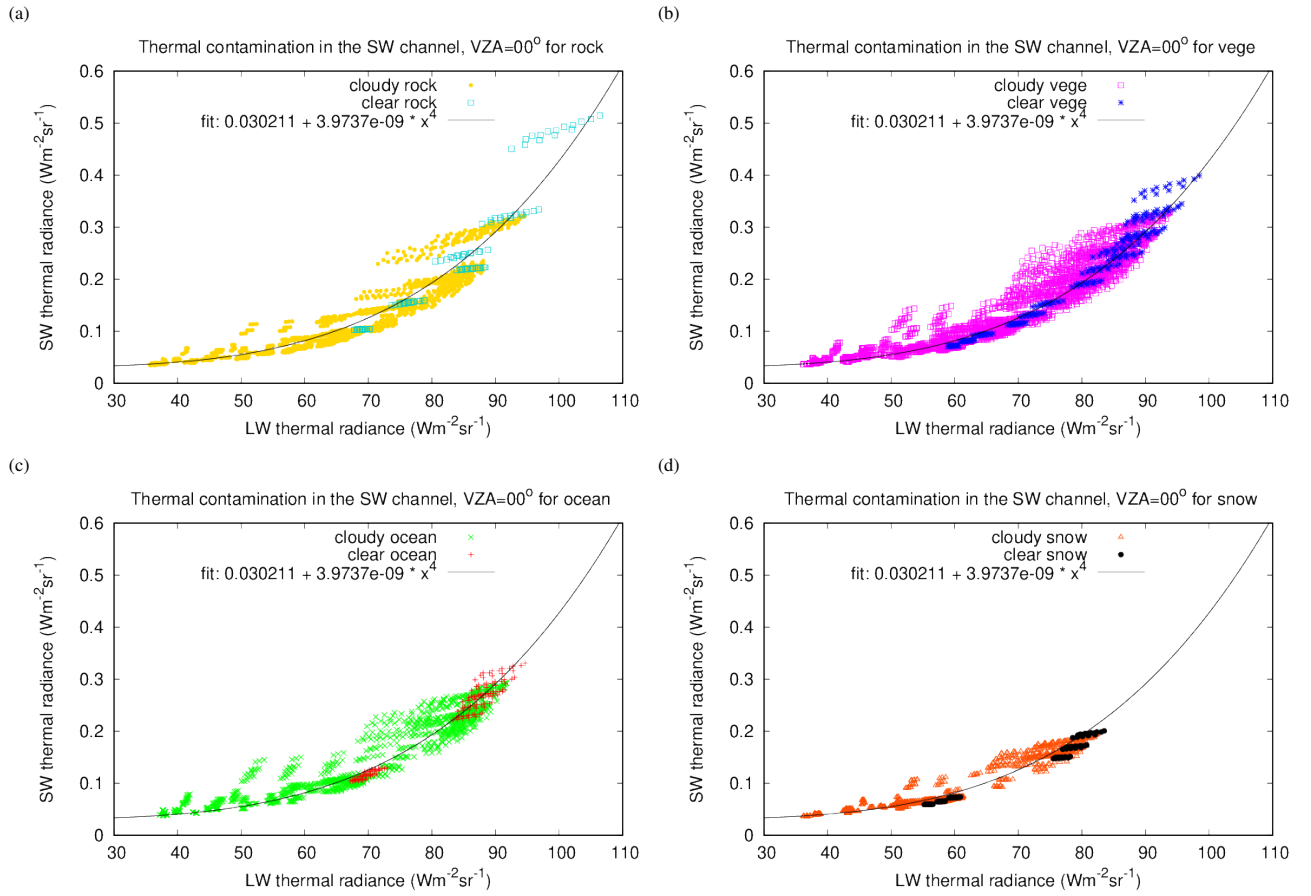 (a)
Thermal contamination in the SW channel, VZA=00° for rock
cloudy rock
clear rock
fit: 0.030211 + 3.9737e-09 * x^4
SW thermal radiance (Wm⁻²sr⁻¹)
0.6
0.5
0.4
0.3
0.2
0.1
0
30 40 50 60 70 80 90 100 110
LW thermal radiance (Wm⁻²sr⁻¹)
(b)
Thermal contamination in the SW channel, VZA=00° for vege
cloudy vege
clear vege
fit: 0.030211 + 3.9737e-09 * x^4
SW thermal radiance (Wm⁻²sr⁻¹)
0.6
0.5
0.4
0.3
0.2
0.1
0
30 40 50 60 70 80 90 100 110
LW thermal radiance (Wm⁻²sr⁻¹)
(c)
Thermal contamination in the SW channel, VZA=00° for ocean
cloudy ocean
clear ocean
fit: 0.030211 + 3.9737e-09 * x^4
SW thermal radiance (Wm⁻²sr⁻¹)
0.6
0.5
0.4
0.3
0.2
0.1
0
30 40 50 60 70 80 90 100 110
LW thermal radiance (Wm⁻²sr⁻¹)
(d)
Thermal contamination in the SW channel, VZA=00° for snow
cloudy snow
clear snow
fit: 0.030211 + 3.9737e-09 * x^4
SW thermal radiance (Wm⁻²sr⁻¹)
0.6
0.5
0.4
0.3
0.2
0.1
0
30 40 50 60 70 80 90 100 110
LW thermal radiance (Wm⁻²sr⁻¹)